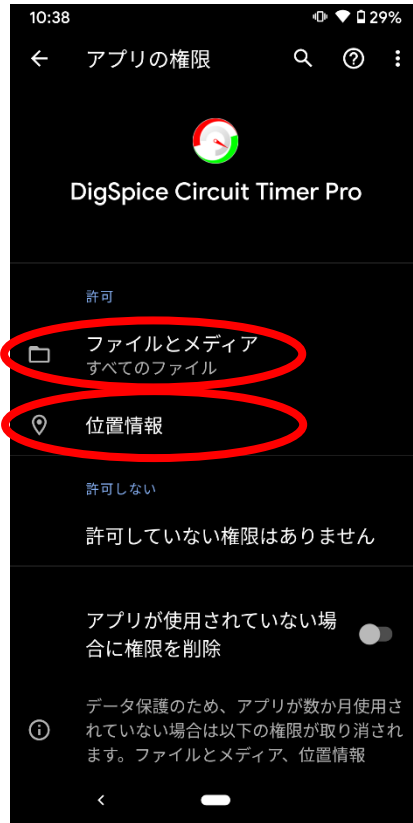 10:38
29%
アプリの権限
DigSpice Circuit Timer Pro
許可
ファイルとメディア
すべてのファイル
位置情報
許可しない
許可していない権限はありません
アプリが使用されていない場
合に権限を削除
データ保護のため、アプリが数か月使用さ
れていない場合は以下の権限が取り消され
ます。ファイルとメディア、位置情報